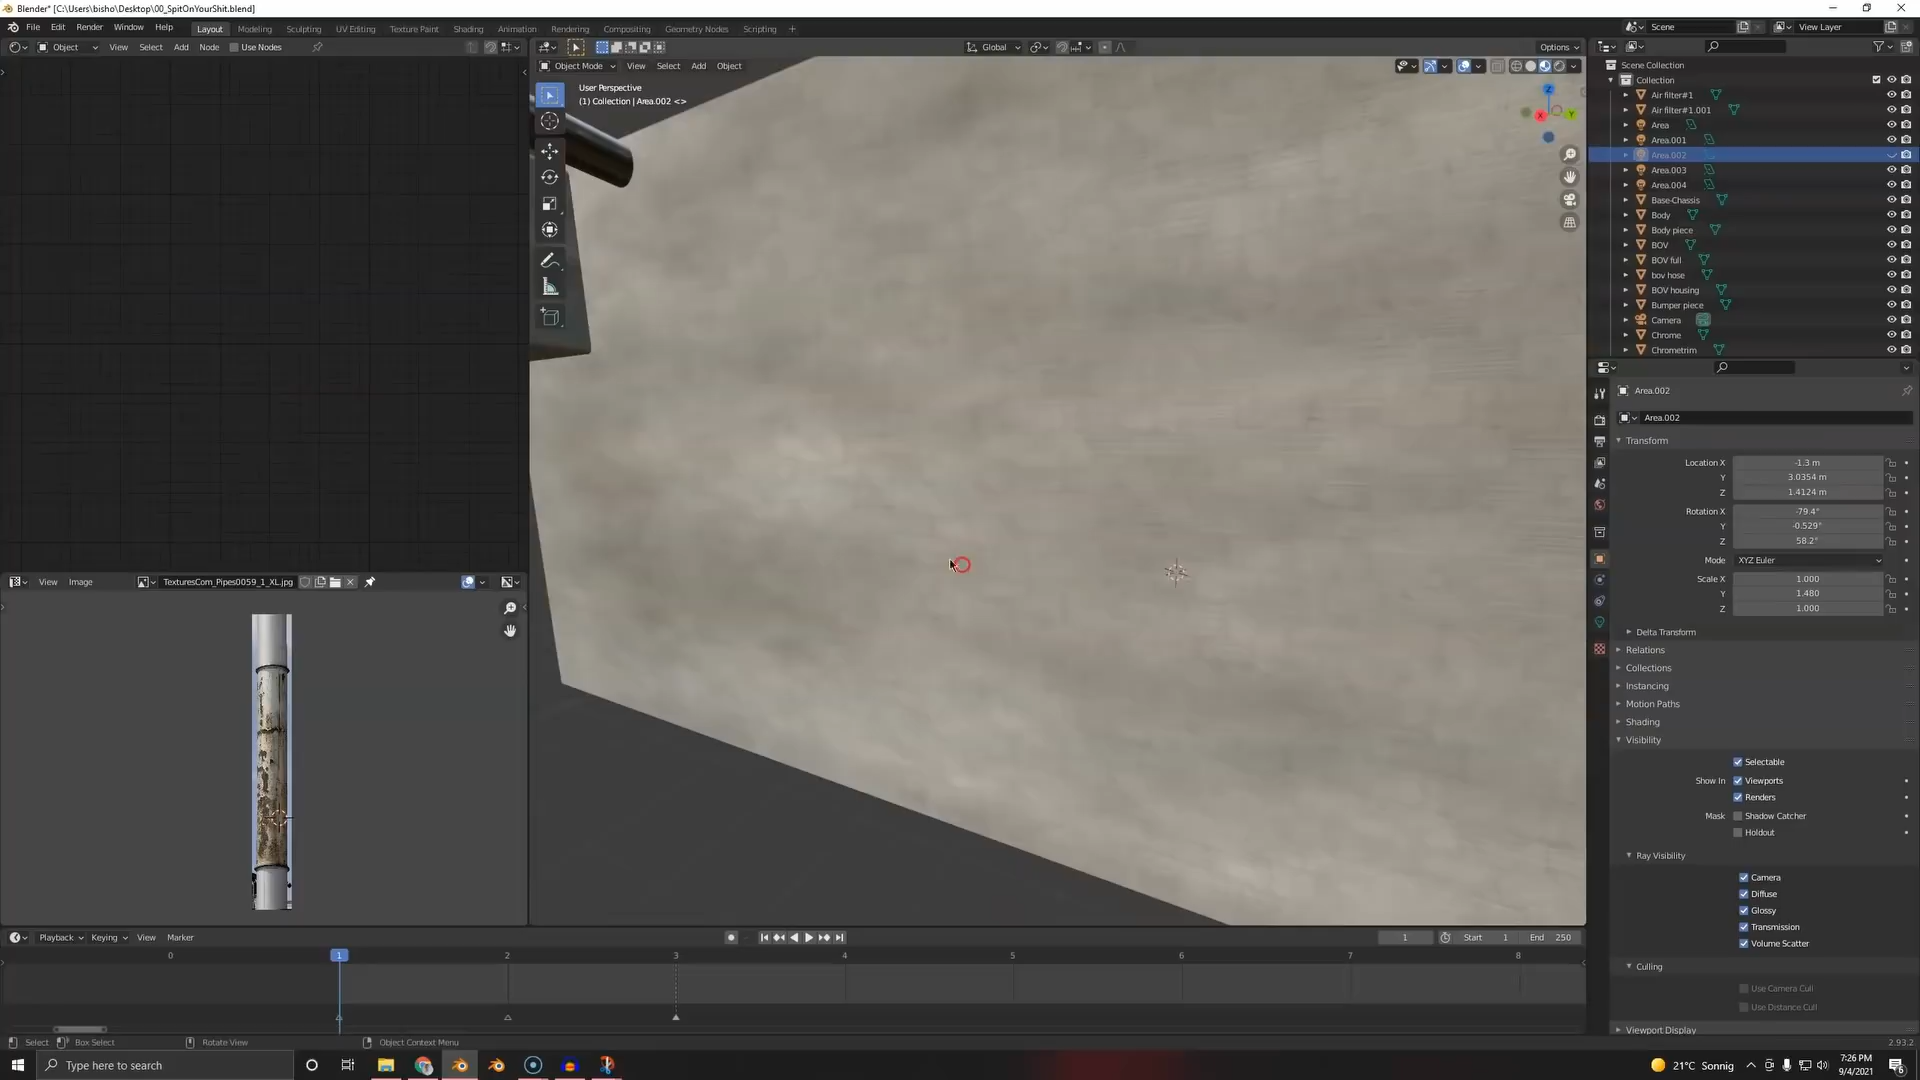 Blender* [C:\Users\bisho\Desktop\00_SpitOnYourShit.blend]
File Edit Render Window Help
Layout Modeling Sculpting UV Editing Texture Paint Shading Animation Rendering Compositing Geometry Nodes Scripting +
Scene
View Layer
Object View Select Add Node Use Nodes
Global
Options
Object Mode View Select Add Object
User Perspective
(1) Collection | Area.002 <>
Z
X
Y
Scene Collection
Collection
Air filter#1
Air filter#1.001
Area
Area.001
Area.002
Area.003
Area.004
Base-Chassis
Body
Body piece
BOV
BOV full
bov hose
BOV housing
Bumper piece
Camera
Chrome
Chrometrim
Area.002
Area.002
Transform
Location X -1.3 m
Y 3.0354 m
Z 1.4124 m
Rotation X -79.4°
Y -0.529°
Z 58.2°
Mode XYZ Euler
Scale X 1.000
Y 1.480
Z 1.000
Delta Transform
Relations
Collections
Instancing
Motion Paths
Shading
Visibility
Selectable
Show In Viewports
Renders
Mask Shadow Catcher
Holdout
Ray Visibility
Camera
Diffuse
Glossy
Transmission
Volume Scatter
Culling
Use Camera Cull
Use Distance Cull
Viewport Display
View Image TexturesCom_Pipes0059_1_XL.jpg
Playback Keying View Marker
1 Start 1 End 250
0 1 2 3 4 5 6 7 8
Select Box Select Rotate View Object Context Menu
2.93.2
Type here to search
21°C Sonnig
7:26 PM
9/4/2021
6